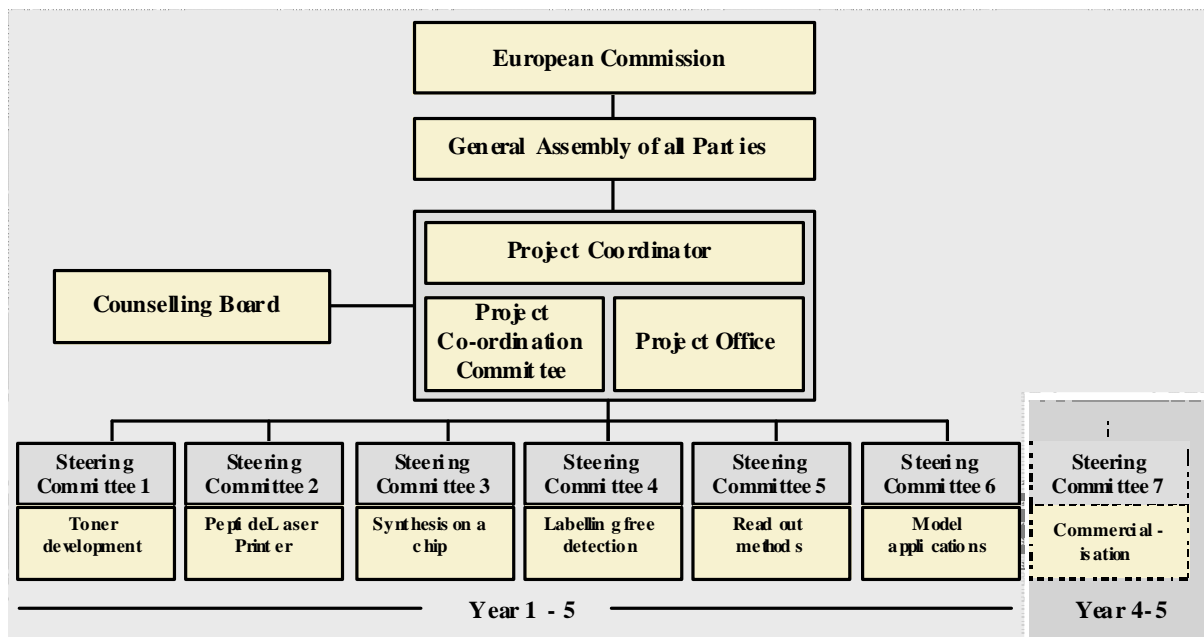 European Commission
General Assembly of all Parties
Project Coordinator
Counselling Board
Project
Co-ordination
Committee
Project Office
Steering
Committee 1
Steering
Committee 2
Steering
Committee 3
Steering
Committee 4
Steering
Committee 5
Steering
Committee 6
Steering
Committee 7
Toner
development
PeptideLaser
Printer
Synthesis on a
chip
Labelling free
detection
Read out
methods
Model
applications
Commercial-
isation
Year 1 - 5
Year 4-5